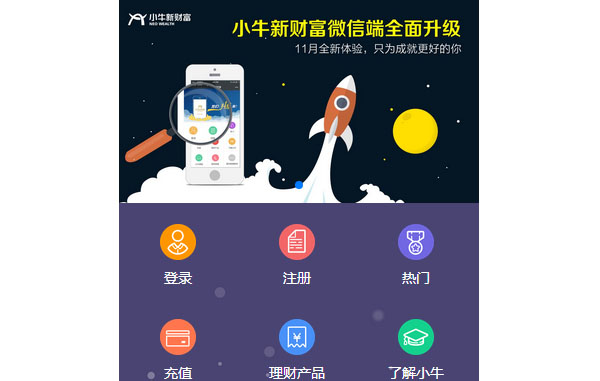 小牛新财富
NEO WEALTH
小牛新财富微信端全面升级
11月全新体验，只为成就更好的你
登录
注册
热门
充值
理财产品
了解小牛